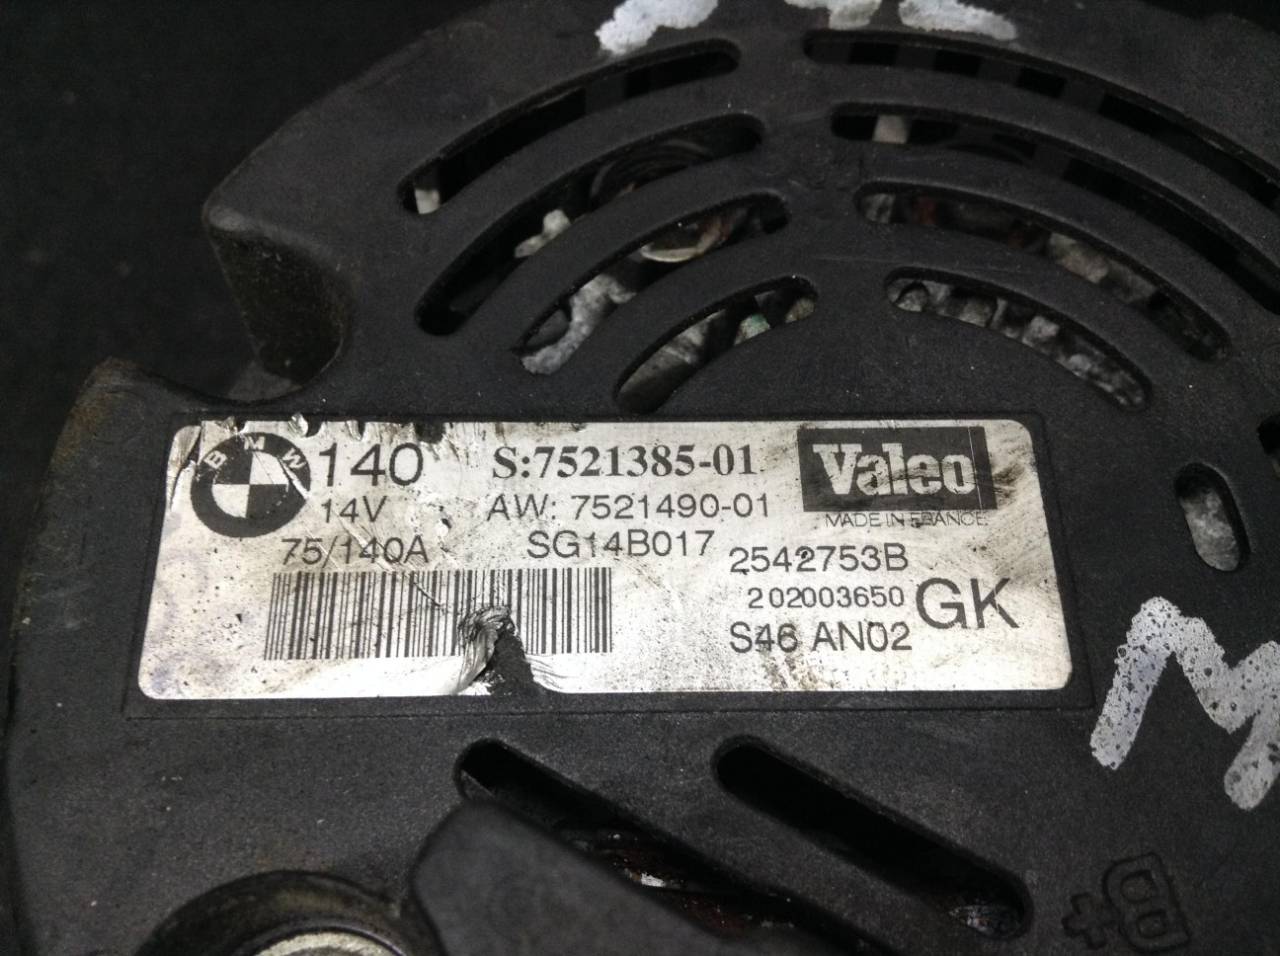 BMW 140 S:7521385-01 Valeo
14V AW: 7521490-01 MADE IN FRANCE
75/140A SG14B017 2542753B
202003650 GK
S46 AN02
M
B+